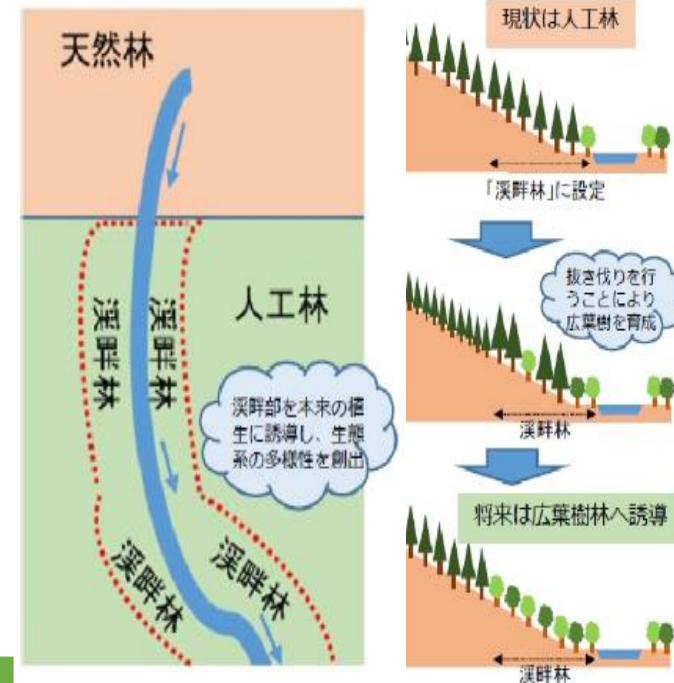 天然林
人工林
渓畔林
渓畔林
渓畔部を本来の植
生に誘導し、生態
系の多様性を創出
渓畔林
渓畔林
現状は人工林
「渓畔林」に設定
抜き伐りを行
うことにより
広葉樹を育成
渓畔林
将来は広葉樹林へ誘導
渓畔林